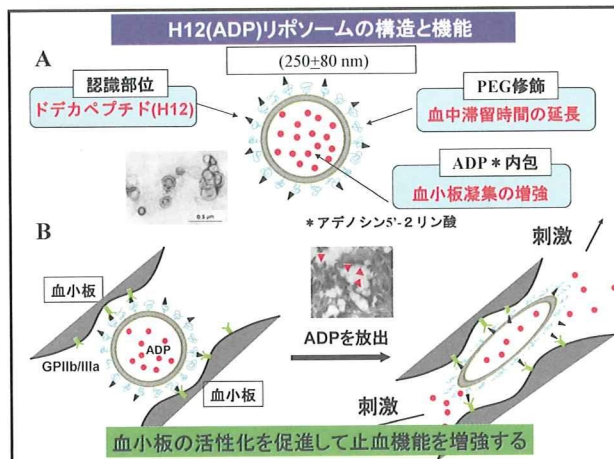 H12(ADP)リポソームの構造と機能
A
(250±80 nm)
認識部位
ドデカペプチド(H12)
PEG修飾
血中滞留時間の延長
ADP＊内包
血小板凝集の増強
0.5 μm
＊アデノシン5'-２リン酸
B
血小板
GPIIb/IIIa
ADP
血小板
ADPを放出
刺激
刺激
血小板の活性化を促進して止血機能を増強する